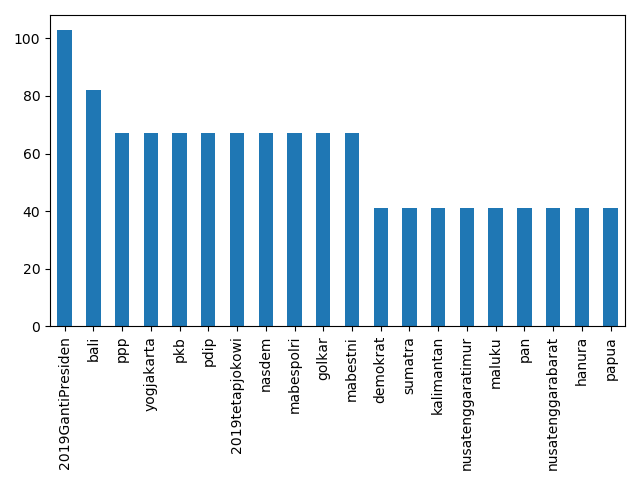 100
80
60
40
20
0
2019GantiPresiden
bali
ppp
yogjakarta
pkb
pdip
2019tetapjokowi
nasdem
mabespolri
golkar
mabestni
demokrat
sumatra
kalimantan
nusatenggaratimur
maluku
pan
nusatenggarabarat
hanura
papua